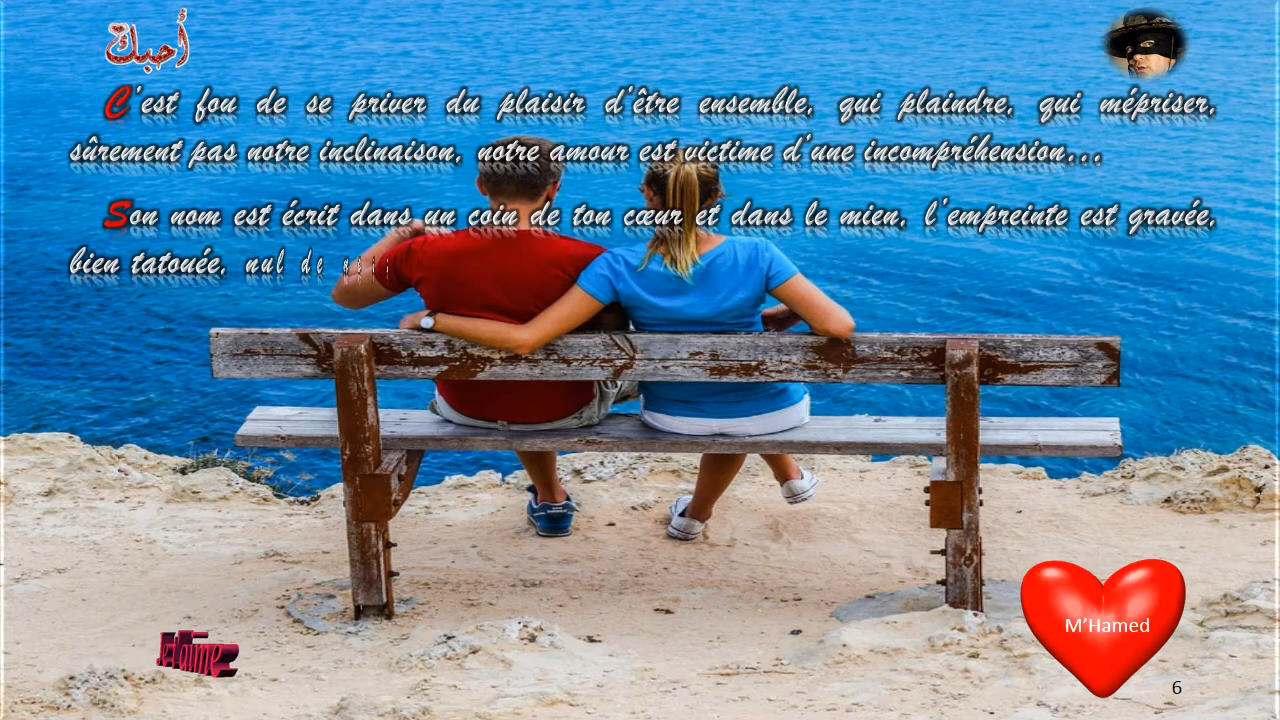 أحبك
C'est fou de se priver du plaisir d'être ensemble, qui plaindre, qui mépriser,
sûrement pas notre inclinaison, notre amour est victime d'une incompréhension...
Son nom est écrit dans un coin de ton cœur et dans le mien, l'empreinte est gravée,
bien tatouée, nul de
M'Hamed
Je t'aime
6